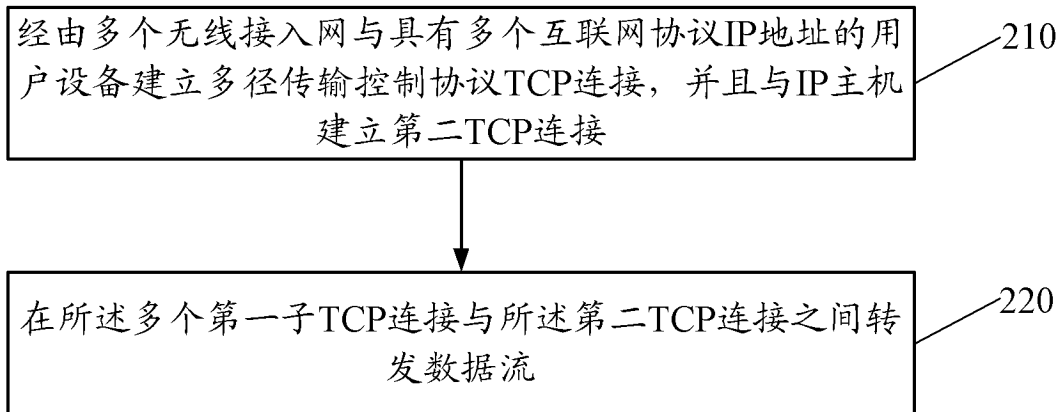 经由多个无线接入网与具有多个互联网协议IP地址的用
户设备建立多径传输控制协议TCP连接，并且与IP主机
建立第二TCP连接
210
在所述多个第一子TCP连接与所述第二TCP连接之间转
发数据流
220